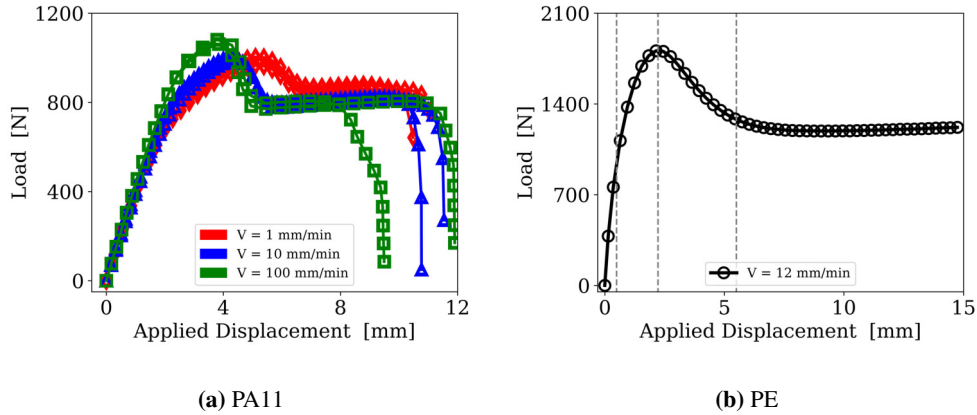 1200
800
400
0
Load [N]
V = 1 mm/min
V = 10 mm/min
V = 100 mm/min
0 4 8 12
Applied Displacement [mm]
(a) PA11
2100
1400
700
0
Load [N]
V = 12 mm/min
0 5 10 15
Applied Displacement [mm]
(b) PE